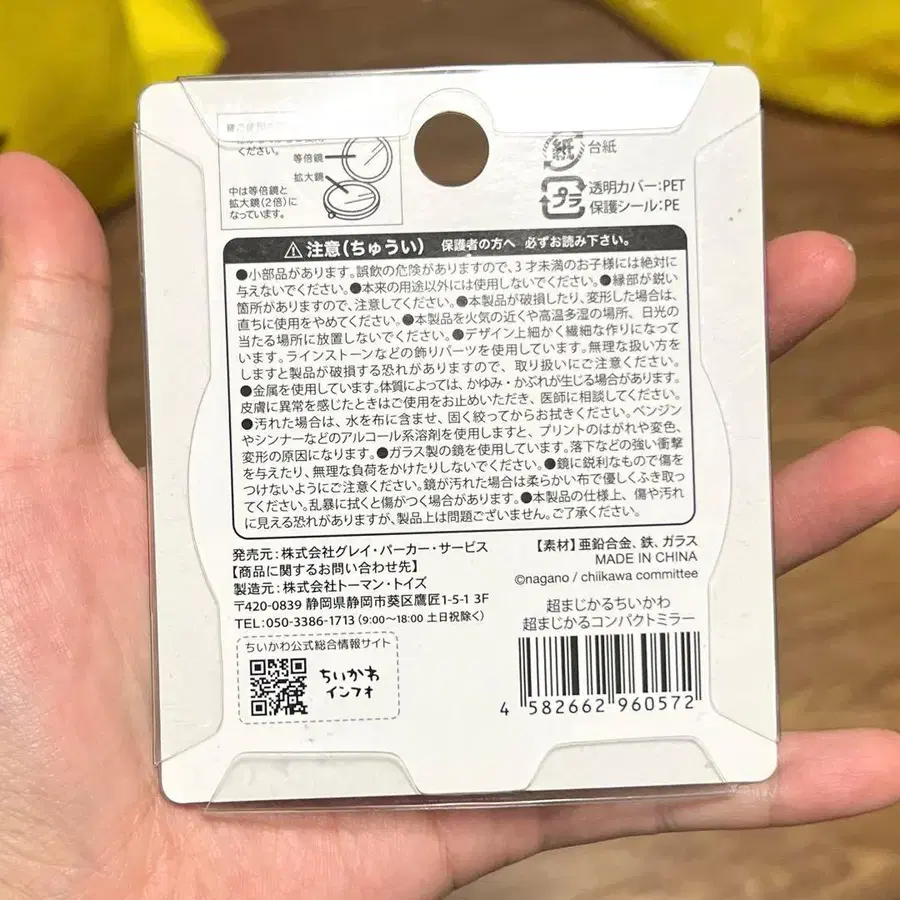 ください。
等倍鏡
拡大鏡
中は等倍鏡と
拡大鏡(2倍)に
なっています。
紙 台紙
プラ 透明カバー:PET
保護シール:PE
⚠注意(ちゅうい) 保護者の方へ 必ずお読み下さい。
●小部品があります。誤飲の危険がありますので、3才未満のお子様には絶対に
与えないでください。●本来の用途以外には使用しないでください。●縁部が鋭い
箇所がありますので、注意してください。●本製品が破損したり、変形した場合は、
直ちに使用をやめてください。●本製品を火気の近くや高温多湿の場所、日光の
当たる場所に放置しないでください。●デザイン上細かく繊細な作りになって
います。ラインストーンなどの飾りパーツを使用しています。無理な扱い方を
しますと製品が破損する恐れがありますので、取り扱いにご注意ください。
●金属を使用しています。体質によっては、かゆみ・かぶれが生じる場合があります。
皮膚に異常を感じたときはご使用をお止めいただき、医師に相談してください。
●汚れた場合は、水を布に含ませ、固く絞ってからお拭きください。ベンジン
やシンナーなどのアルコール系溶剤を使用しますと、プリントのはがれや変色、
変形の原因になります。●ガラス製の鏡を使用しています。落下などの強い衝撃
を与えたり、無理な負荷をかけたりしないでください。●鏡に鋭利なもので傷を
つけないようにご注意ください。鏡が汚れた場合は柔らかい布で優しくふき取っ
てください。乱暴に拭くと傷がつく場合があります。●本製品の仕様上、傷や汚れ
に見える恐れがありますが、製品上は問題ございません。ご了承ください。
発売元:株式会社グレイ・パーカー・サービス
【商品に関するお問い合わせ先】
製造元:株式会社トーマン・トイズ
〒420-0839 静岡県静岡市葵区鷹匠1-5-1 3F
TEL:050-3386-1713(9:00〜18:00 土日祝除く)
【素材】亜鉛合金、鉄、ガラス
MADE IN CHINA
©nagano / chiikawa committee
超まじかるちいかわ
超まじかるコンパクトミラー
ちいかわ公式総合情報サイト
ちいかわ
インフォ
4 582662 960572